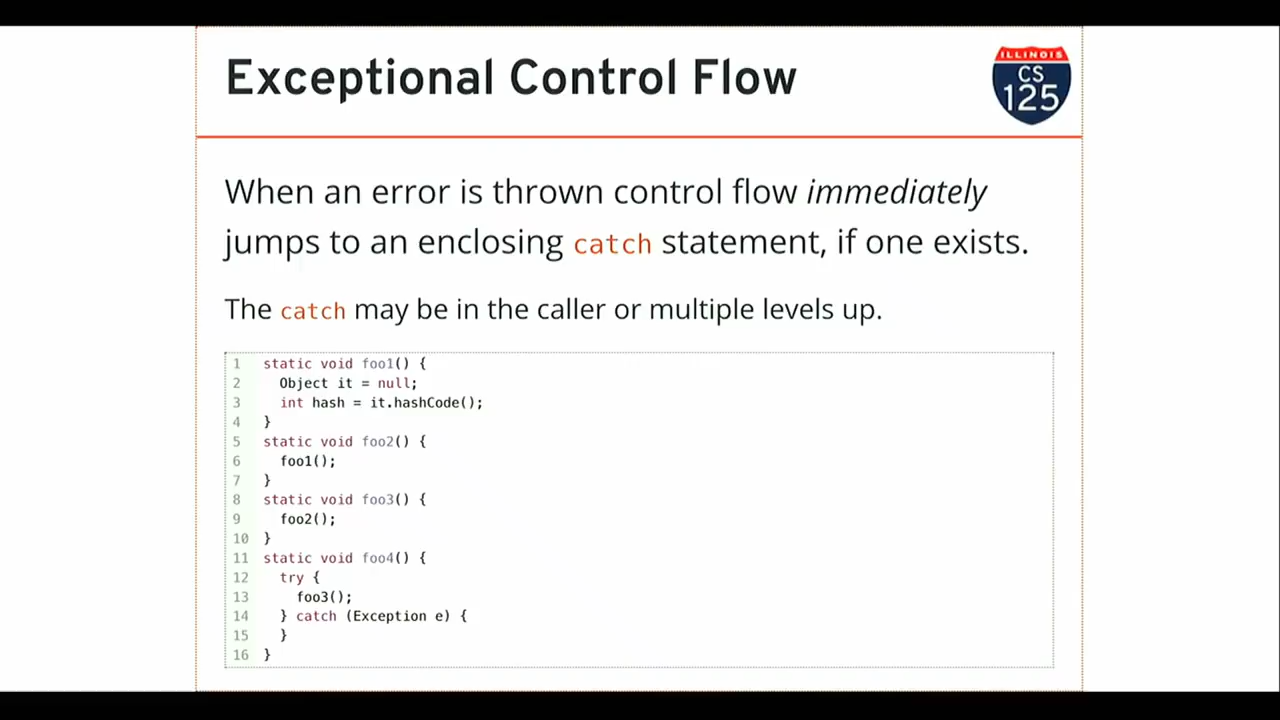 Exceptional Control Flow
ILLINOIS
CS
125
When an error is thrown control flow immediately
jumps to an enclosing catch statement, if one exists.
The catch may be in the caller or multiple levels up.
1 static void foo1() {
2   Object it = null;
3   int hash = it.hashCode();
4 }
5 static void foo2() {
6   foo1();
7 }
8 static void foo3() {
9   foo2();
10 }
11 static void foo4() {
12   try {
13     foo3();
14   } catch (Exception e) {
15   }
16 }